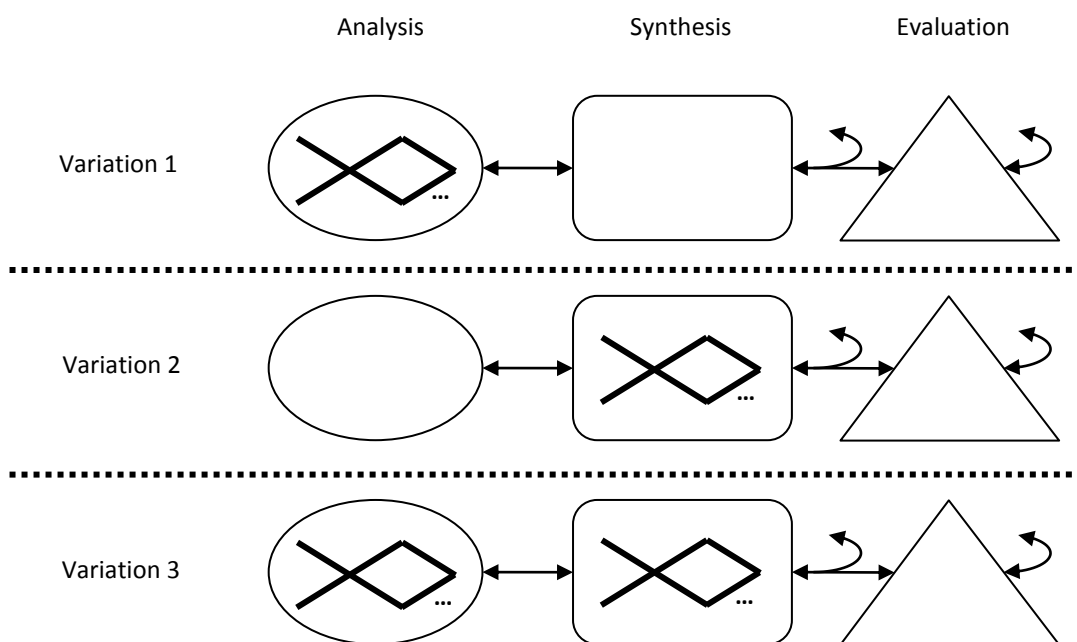 Analysis Synthesis Evaluation
Variation 1
...
Variation 2
...
Variation 3
... ...